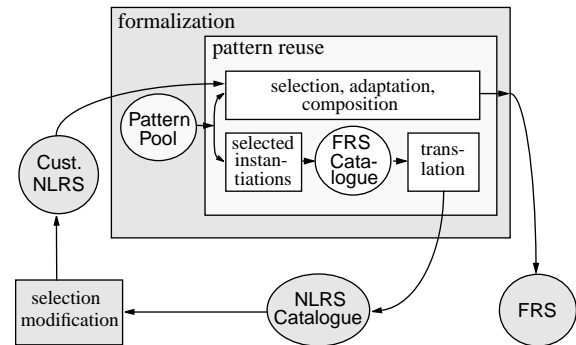 formalization
pattern reuse
selection, adaptation,
composition
Pattern
Pool
selected
instan-
tiations
FRS
Cata-
logue
trans-
lation
Cust.
NLRS
selection
modification
NLRS
Catalogue
FRS